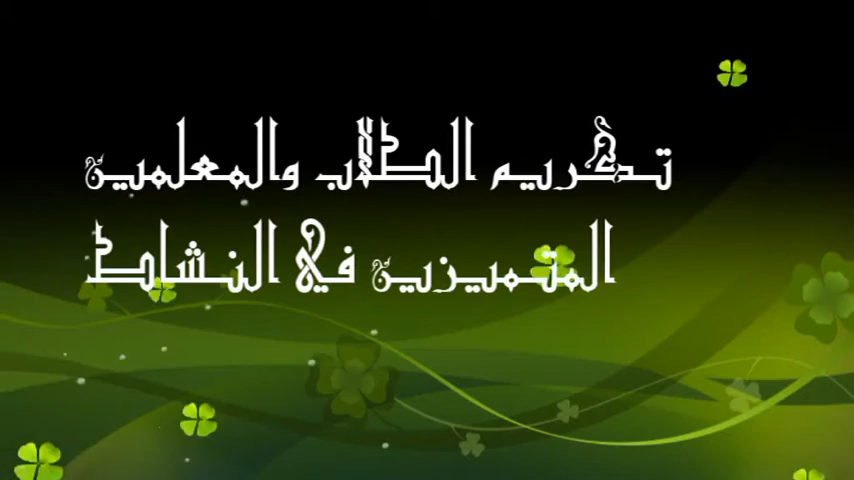 تكريم الطلاب والمعلمين
المتميزين في النشاط